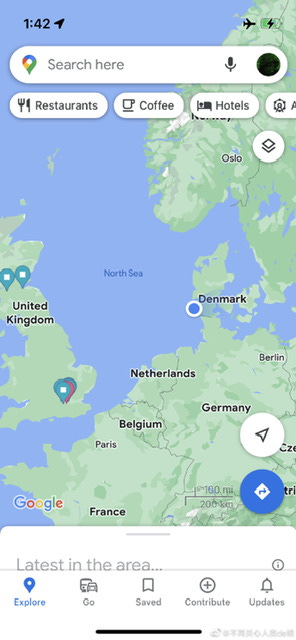 1:42
Search here
Restaurants
Coffee
Hotels
A
Norway
Oslo
North Sea
United
Kingdom
Denmark
Berlin
Netherlands
Germany
Belgium
Paris
Cze
France
Google
100 mi
200 km
Latest in the area...
Explore
Go
Saved
Contribute
Updates